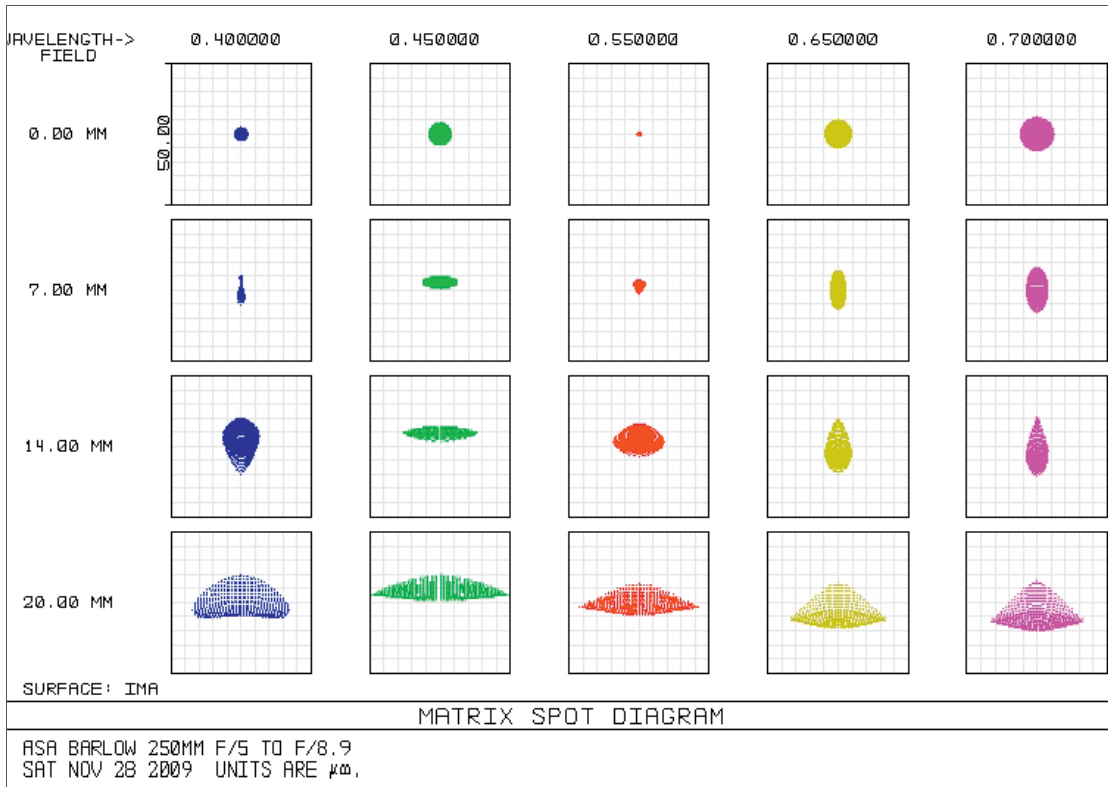 WAVELENGTH-> 0.400000 0.450000 0.550000 0.650000 0.700000
FIELD
0.00 MM
50.00
7.00 MM
14.00 MM
20.00 MM
SURFACE: IMA
MATRIX SPOT DIAGRAM
ASA BARLOW 250MM F/5 TO F/8.9
SAT NOV 28 2009 UNITS ARE µm.